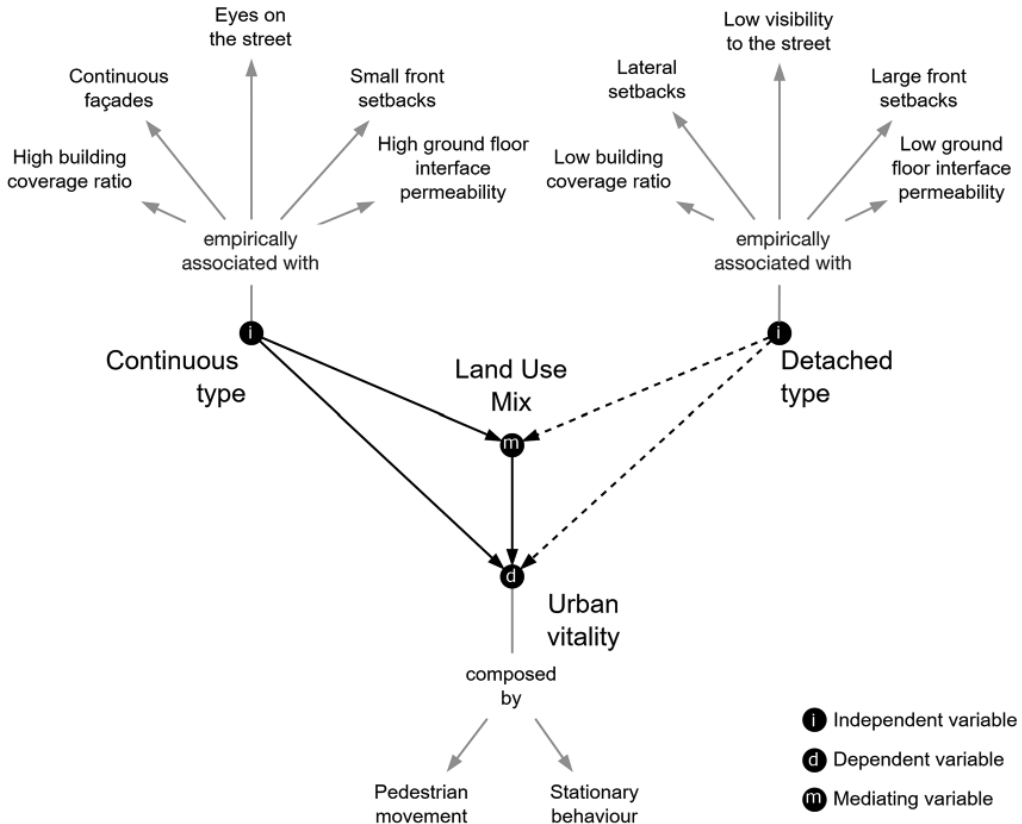 Eyes on
the street
Continuous
façades
Small front
setbacks
High building
coverage ratio
High ground floor
interface
permeability
empirically
associated with
Low visibility
to the street
Lateral
setbacks
Large front
setbacks
Low building
coverage ratio
Low ground
floor interface
permeability
empirically
associated with
i
Continuous
type
Land Use
Mix
m
i
Detached
type
d
Urban
vitality
composed
by
Pedestrian
movement
Stationary
behaviour
i Independent variable
d Dependent variable
m Mediating variable